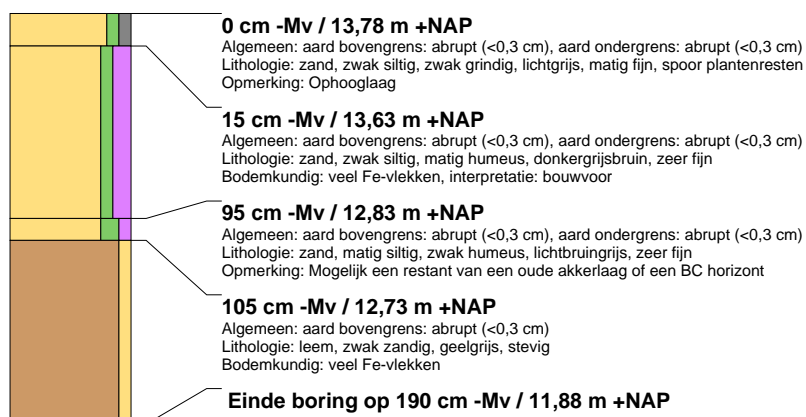 0 cm -Mv / 13,78 m +NAP
Algemeen: aard bovengrens: abrupt (<0,3 cm), aard ondergrens: abrupt (<0,3 cm)
Lithologie: zand, zwak siltig, zwak grindig, lichtgrijs, matig fijn, spoor plantenresten
Opmerking: Ophooglaag
15 cm -Mv / 13,63 m +NAP
Algemeen: aard bovengrens: abrupt (<0,3 cm), aard ondergrens: abrupt (<0,3 cm)
Lithologie: zand, zwak siltig, matig humeus, donkergrijsbruin, zeer fijn
Bodemkundig: veel Fe-vlekken, interpretatie: bouwvoor
95 cm -Mv / 12,83 m +NAP
Algemeen: aard bovengrens: abrupt (<0,3 cm), aard ondergrens: abrupt (<0,3 cm)
Lithologie: zand, matig siltig, zwak humeus, lichtbruingrijs, zeer fijn
Opmerking: Mogelijk een restant van een oude akkerlaag of een BC horizont
105 cm -Mv / 12,73 m +NAP
Algemeen: aard bovengrens: abrupt (<0,3 cm)
Lithologie: leem, zwak zandig, geelgrijs, stevig
Bodemkundig: veel Fe-vlekken
Einde boring op 190 cm -Mv / 11,88 m +NAP